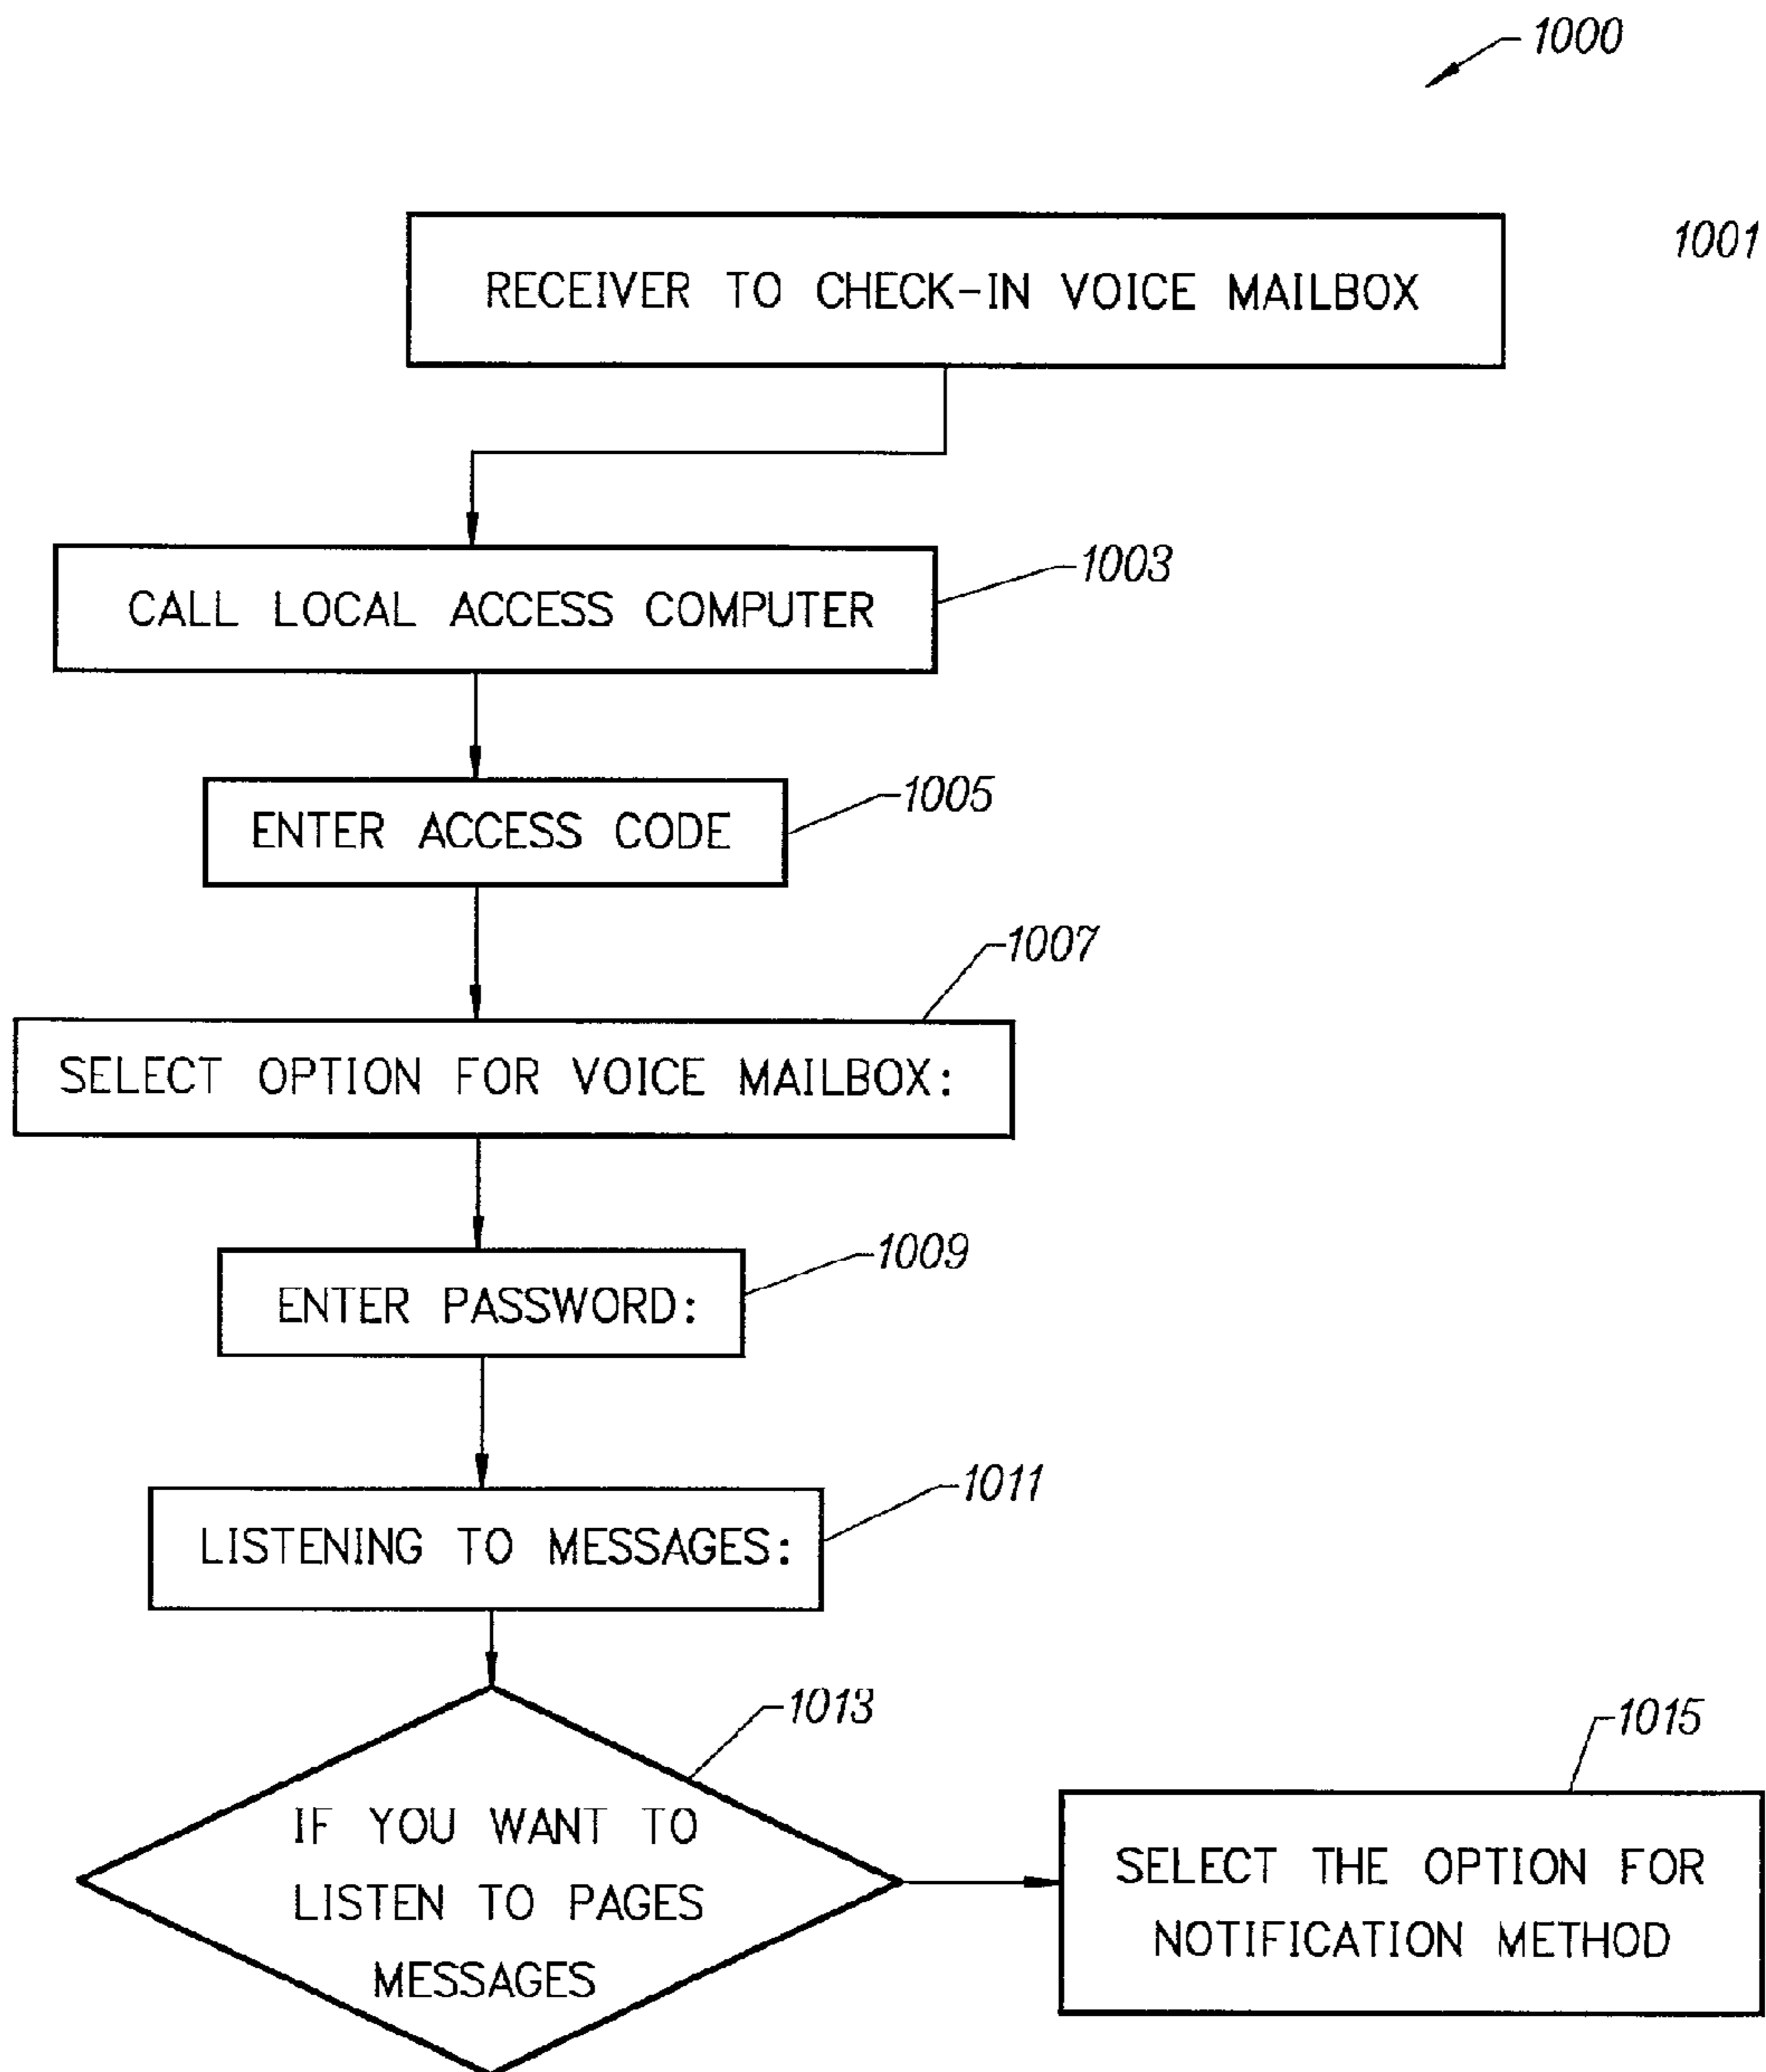 1000
1001
RECEIVER TO CHECK-IN VOICE MAILBOX
1003
CALL LOCAL ACCESS COMPUTER
1005
ENTER ACCESS CODE
1007
SELECT OPTION FOR VOICE MAILBOX:
1009
ENTER PASSWORD:
1011
LISTENING TO MESSAGES:
1013
IF YOU WANT TO
LISTEN TO PAGES
MESSAGES
1015
SELECT THE OPTION FOR
NOTIFICATION METHOD